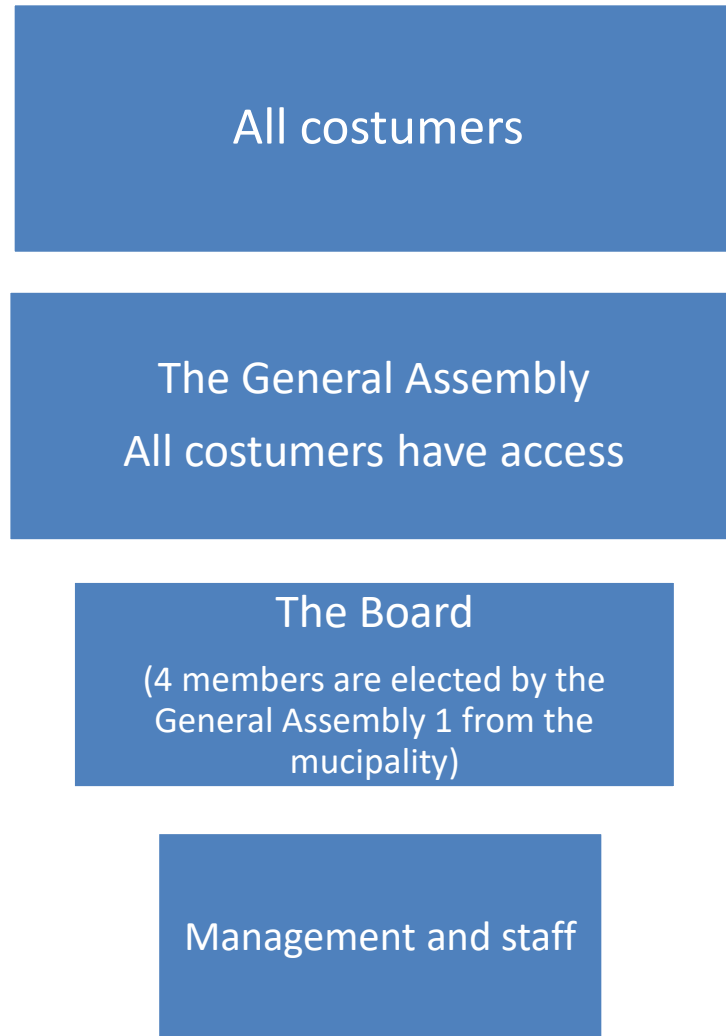 All costumers
The General Assembly
All costumers have access
The Board
(4 members are elected by the
General Assembly 1 from the
mucipality)
Management and staff